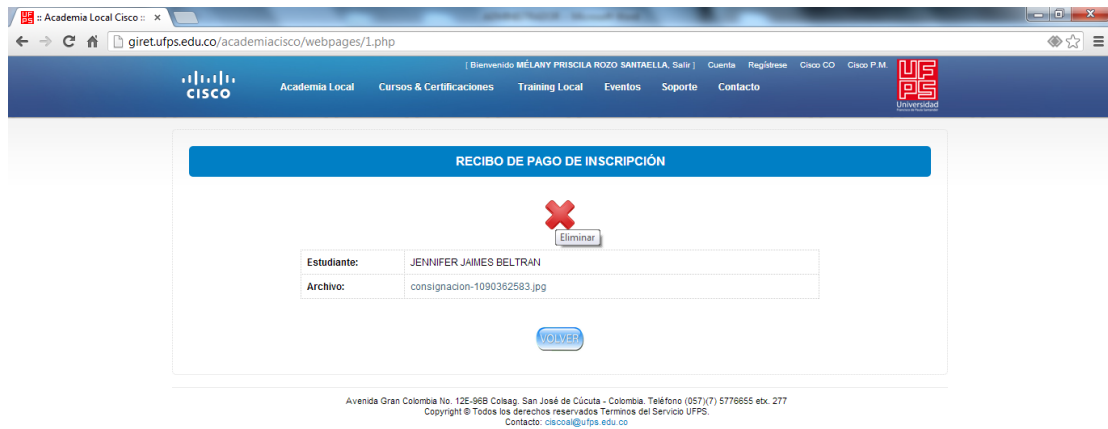 :: Academia Local Cisco ::
giret.ufps.edu.co/academiacisco/webpages/1.php
[ Bienvenido MÉLANY PRISCILA ROZO SANTAELLA, Salir ] Cuenta Regístrese Cisco CO Cisco P.M.
CISCO
Academia Local Cursos & Certificaciones Training Local Eventos Soporte Contacto
UFPS
Universidad
RECIBO DE PAGO DE INSCRIPCIÓN
Eliminar
Estudiante: JENNIFER JAIMES BELTRAN
Archivo: consignacion-1090362583.jpg
VOLVER
Avenida Gran Colombia No. 12E-96B Colsag. San José de Cúcuta - Colombia. Teléfono (057)(7) 5776655 etx. 277
Copyright © Todos los derechos reservados Terminos del Servicio UFPS.
Contacto: ciscoal@ufps.edu.co